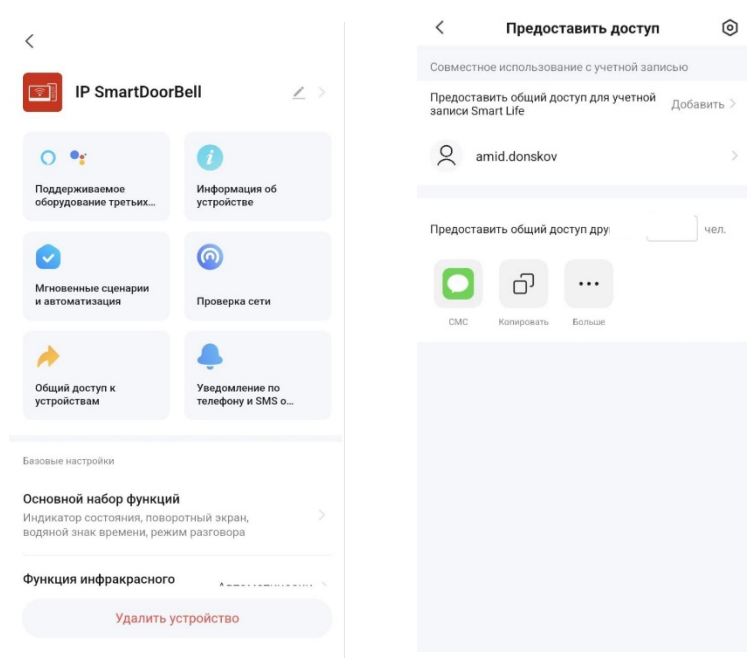 IP SmartDoorBell
Поддерживаемое
оборудование третьих...
Информация об
устройстве
Мгновенные сценарии
и автоматизация
Проверка сети
Общий доступ к
устройствам
Уведомление по
телефону и SMS о...
Базовые настройки
Основной набор функций
Индикатор состояния, поворотный экран,
водяной знак времени, режим разговора
Функция инфракрасного
Удалить устройство
Предоставить доступ
Совместное использование с учетной записью
Предоставить общий доступ для учетной
записи Smart Life
Добавить
amid.donskov
Предоставить общий доступ
чел.
СМС
Копировать
Больше